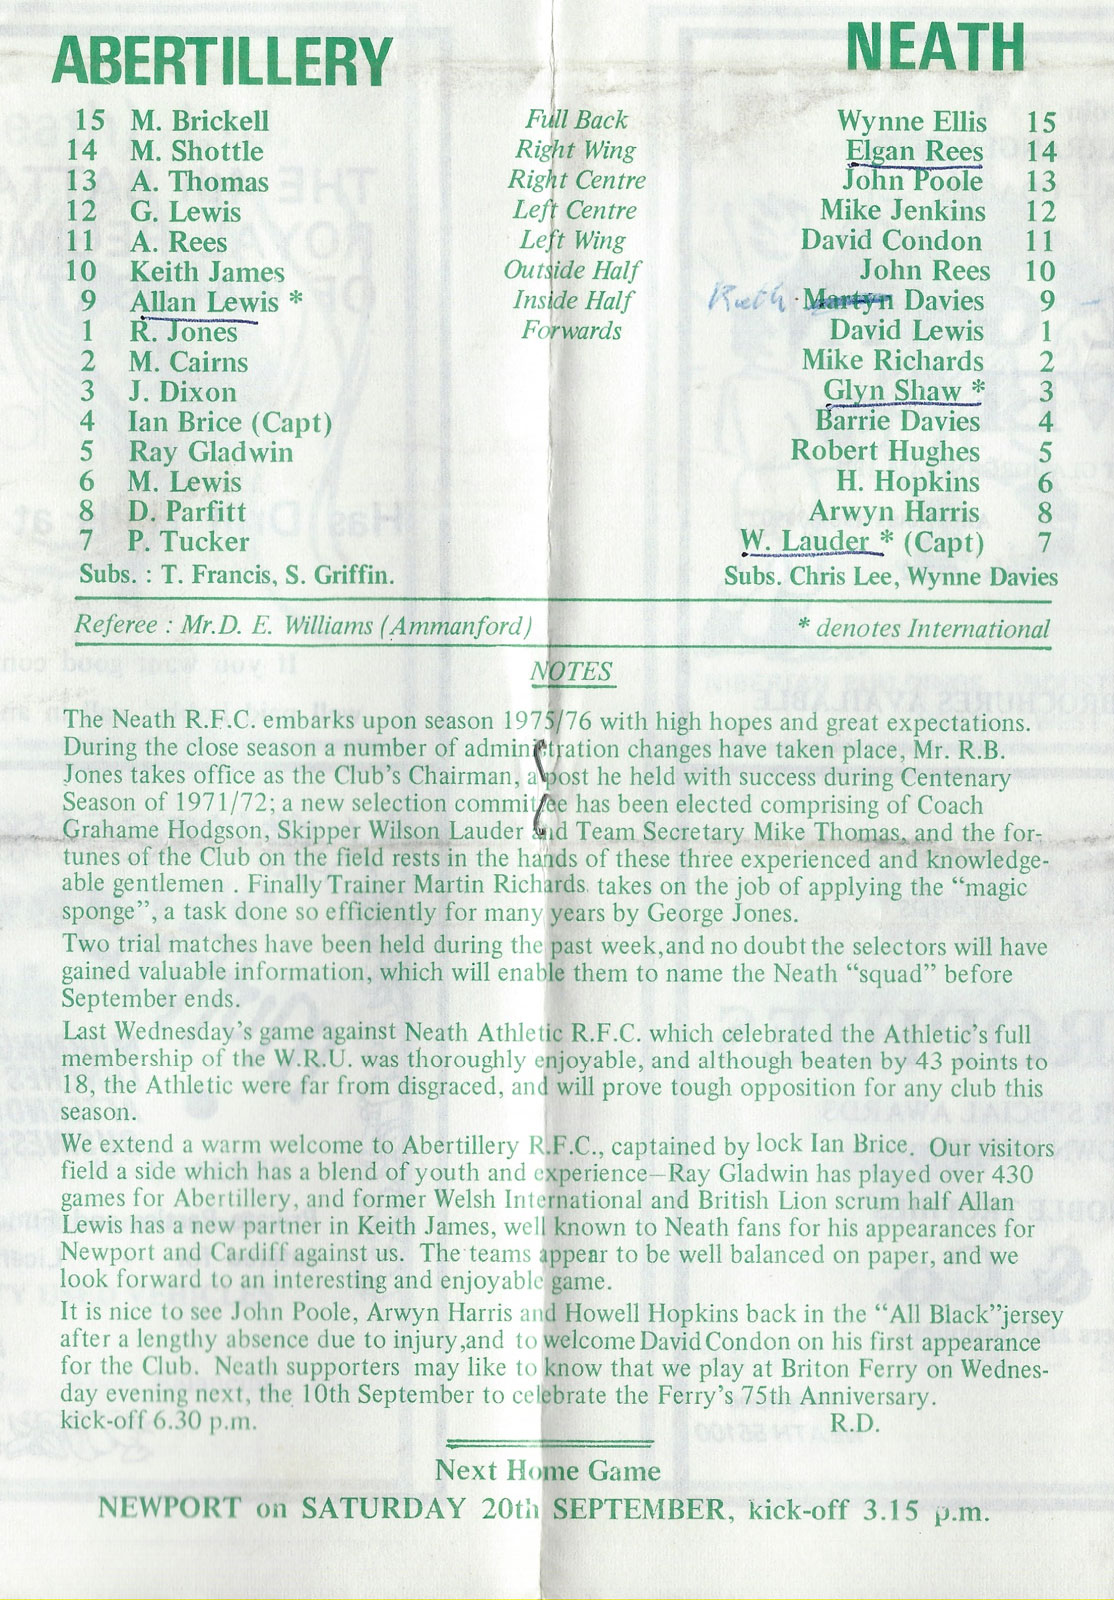 ABERTILLERY NEATH
15 M. Brickell Full Back Wynne Ellis 15
14 M. Shottle Right Wing Elgan Rees 14
13 A. Thomas Right Centre John Poole 13
12 G. Lewis Left Centre Mike Jenkins 12
11 A. Rees Left Wing David Condon 11
10 Keith James Outside Half John Rees 10
9 Allan Lewis * Inside Half Martyn Davies 9
1 R. Jones Forwards David Lewis 1
2 M. Cairns Mike Richards 2
3 J. Dixon Glyn Shaw * 3
4 Ian Brice (Capt) Barrie Davies 4
5 Ray Gladwin Robert Hughes 5
6 M. Lewis H. Hopkins 6
8 D. Parfitt Arwyn Harris 8
7 P. Tucker W. Lauder * (Capt) 7
Subs. : T. Francis, S. Griffin. Subs. Chris Lee, Wynne Davies
Referee : Mr.D. E. Williams (Ammanford) * denotes International
NOTES
The Neath R.F.C. embarks upon season 1975/76 with high hopes and great expectations.
During the close season a number of administration changes have taken place, Mr. R.B.
Jones takes office as the Club's Chairman, a post he held with success during Centenary
Season of 1971/72; a new selection committee has been elected comprising of Coach
Grahame Hodgson, Skipper Wilson Lauder and Team Secretary Mike Thomas, and the for-
tunes of the Club on the field rests in the hands of these three experienced and knowledge-
able gentlemen . Finally Trainer Martin Richards. takes on the job of applying the “magic
sponge”, a task done so efficiently for many years by George Jones.
Two trial matches have been held during the past week,and no doubt the selectors will have
gained valuable information, which will enable them to name the Neath “squad” before
September ends.
Last Wednesday's game against Neath Athletic R.F.C. which celebrated the Athletic's full
membership of the W.R.U. was thoroughly enjoyable, and although beaten by 43 points to
18, the Athletic were far from disgraced, and will prove tough opposition for any club this
season.
We extend a warm welcome to Abertillery R.F.C., captained by lock Ian Brice. Our visitors
field a side which has a blend of youth and experience—Ray Gladwin has played over 430
games for Abertillery, and former Welsh International and British Lion scrum half Allan
Lewis has a new partner in Keith James, well known to Neath fans for his appearances for
Newport and Cardiff against us. The teams appear to be well balanced on paper, and we
look forward to an interesting and enjoyable game.
It is nice to see John Poole, Arwyn Harris and Howell Hopkins back in the “All Black”jersey
after a lengthy absence due to injury,and to welcome David Condon on his first appearance
for the Club. Neath supporters may like to know that we play at Briton Ferry on Wednes-
day evening next, the 10th September to celebrate the Ferry's 75th Anniversary.
kick-off 6.30 p.m. R.D.
Next Home Game
NEWPORT on SATURDAY 20th SEPTEMBER, kick-off 3.15 p.m.